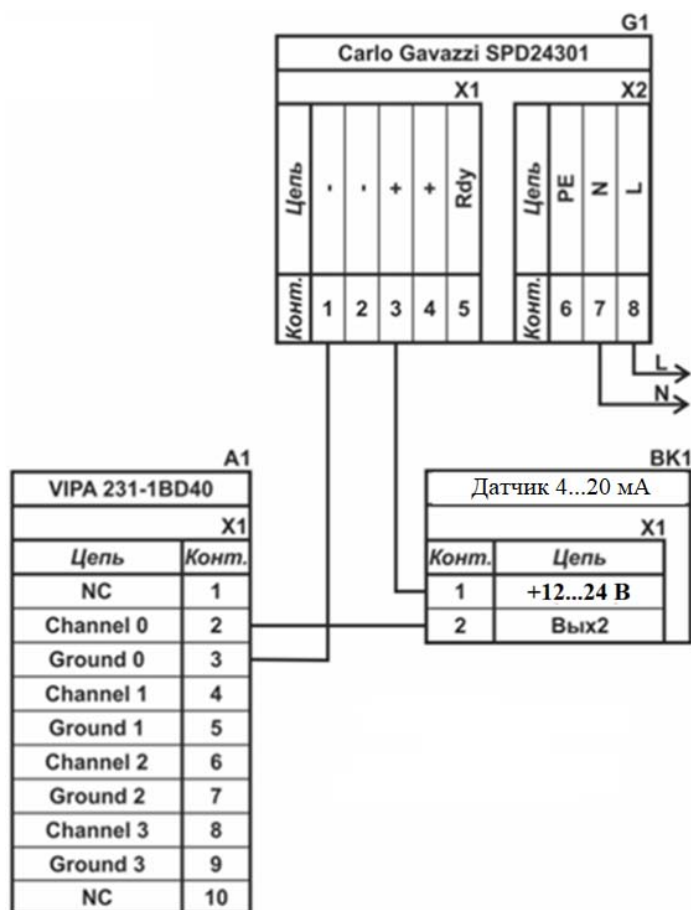 G1
Carlo Gavazzi SPD24301
X1
X2
Цепь - - + + Rdy
Цепь PE N L
Конт. 1 2 3 4 5
Конт. 6 7 8
L
N
A1
VIPA 231-1BD40
X1
Цепь Конт.
NC 1
Channel 0 2
Ground 0 3
Channel 1 4
Ground 1 5
Channel 2 6
Ground 2 7
Channel 3 8
Ground 3 9
NC 10
BK1
Датчик 4...20 мА
X1
Конт. Цепь
1 +12...24 В
2 Вых2